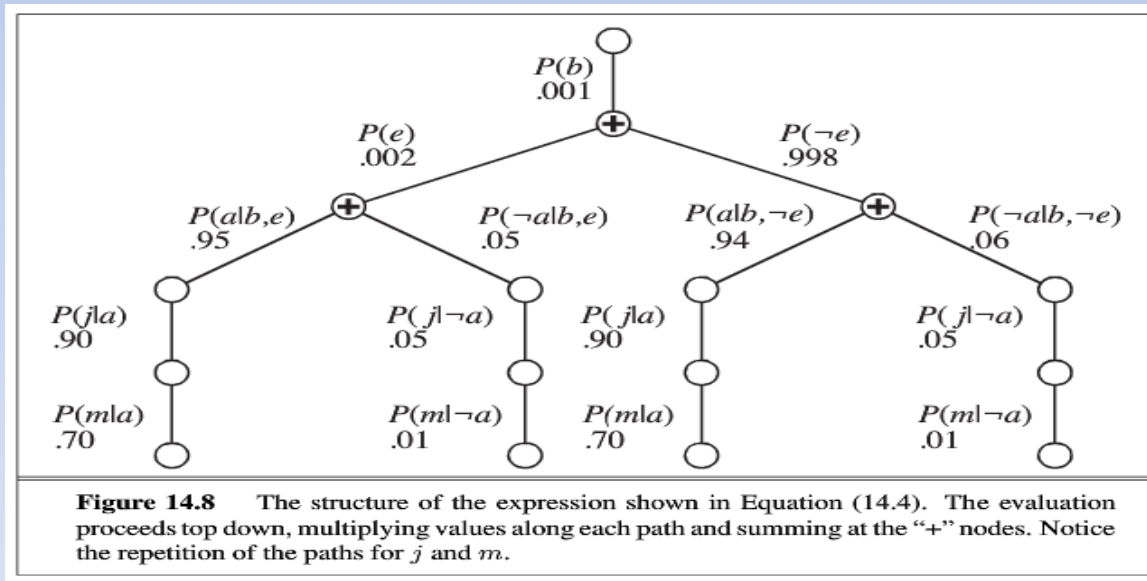 P(b)
.001
P(e)
.002
P(¬e)
.998
P(a|b,e)
.95
P(¬a|b,e)
.05
P(a|b,¬e)
.94
P(¬a|b,¬e)
.06
P(j|a)
.90
P(j|¬a)
.05
P(j|a)
.90
P(j|¬a)
.05
P(m|a)
.70
P(m|¬a)
.01
P(m|a)
.70
P(m|¬a)
.01
Figure 14.8 The structure of the expression shown in Equation (14.4). The evaluation
proceeds top down, multiplying values along each path and summing at the “+” nodes. Notice
the repetition of the paths for j and m.